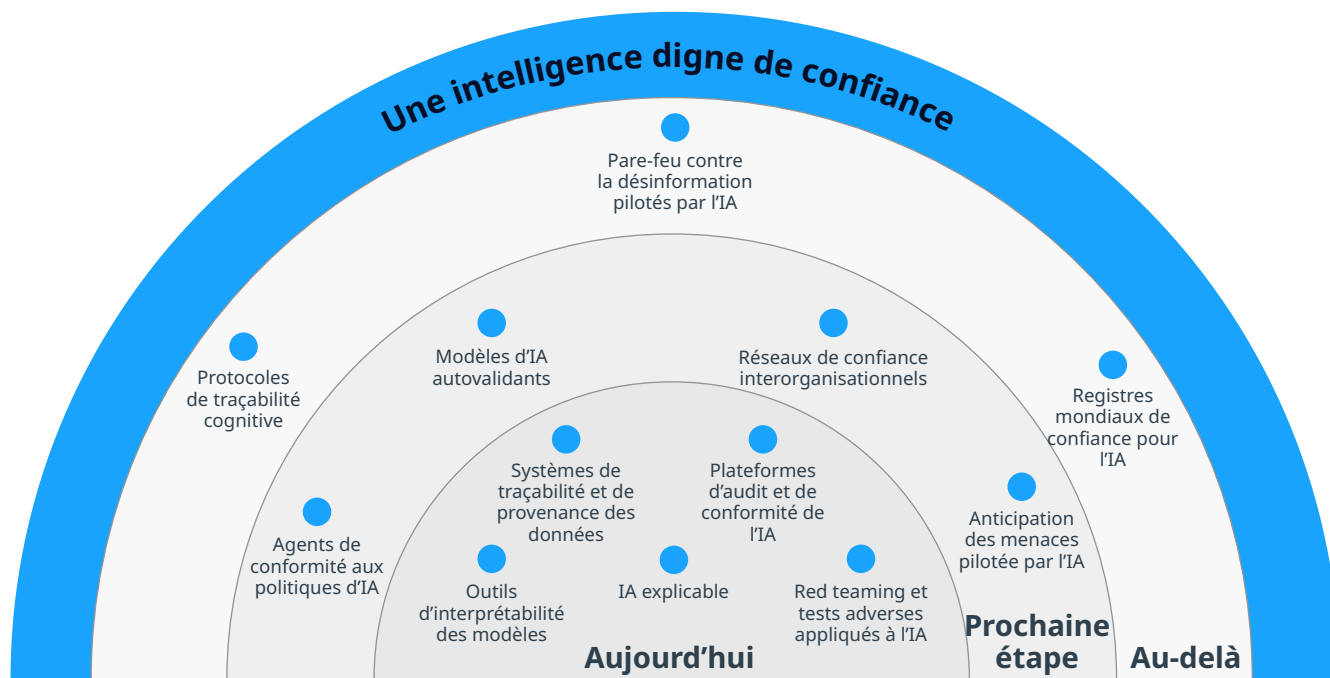 Une intelligence digne de confiance
Pare-feu contre
la désinformation
pilotés par l’IA
Protocoles
de traçabilité
cognitive
Modèles d’IA
autovalidants
Réseaux de confiance
interorganisationnels
Registres
mondiaux de
confiance pour
l’IA
Agents de
conformité aux
politiques d’IA
Systèmes de
traçabilité et de
provenance des
données
Plateformes
d’audit et de
conformité de
l’IA
Anticipation
des menaces
pilotée par l’IA
Outils
d’interprétabilité
des modèles
IA explicable
Red teaming et
tests adverses
appliqués à l’IA
Aujourd’hui
Prochaine
étape
Au-delà